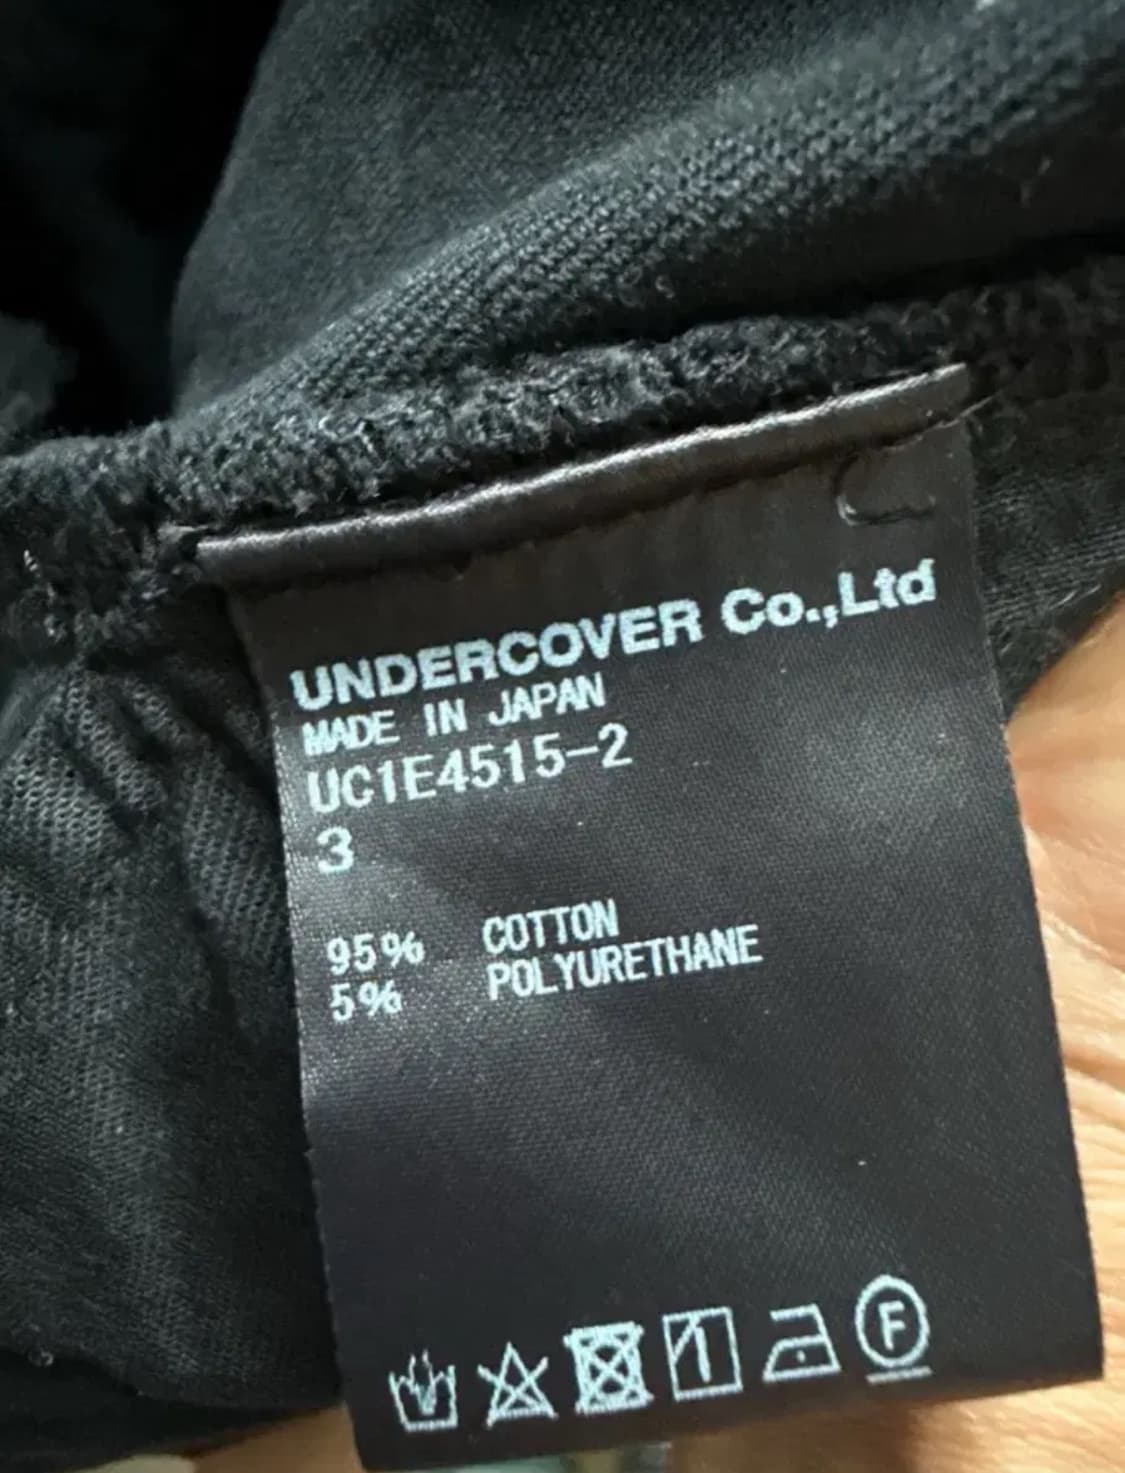 UNDERCOVER Co.,Ltd
MADE IN JAPAN
UC1E4515-2
3
95% COTTON
5% POLYURETHANE
F